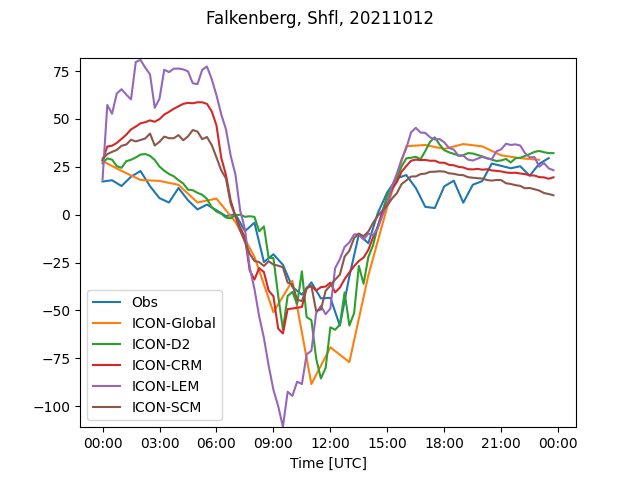 Falkenberg, Shfl, 20211012
75
50
25
0
−25
−50
−75
−100
Obs
ICON-Global
ICON-D2
ICON-CRM
ICON-LEM
ICON-SCM
00:00 03:00 06:00 09:00 12:00 15:00 18:00 21:00 00:00
Time [UTC]